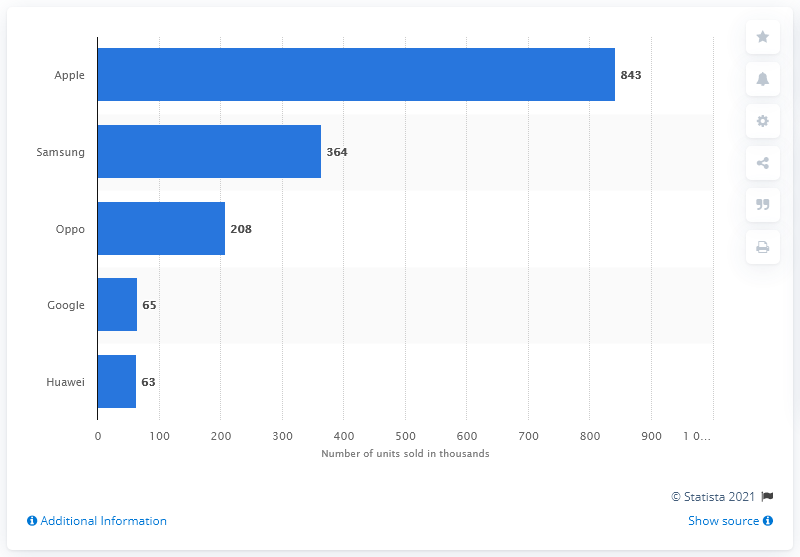 Apple 843
Samsung 364
Oppo 208
Google 65
Huawei 63
0 100 200 300 400 500 600 700 800 900 1 0...
Number of units sold in thousands
© Statista 2021
Additional Information
Show source